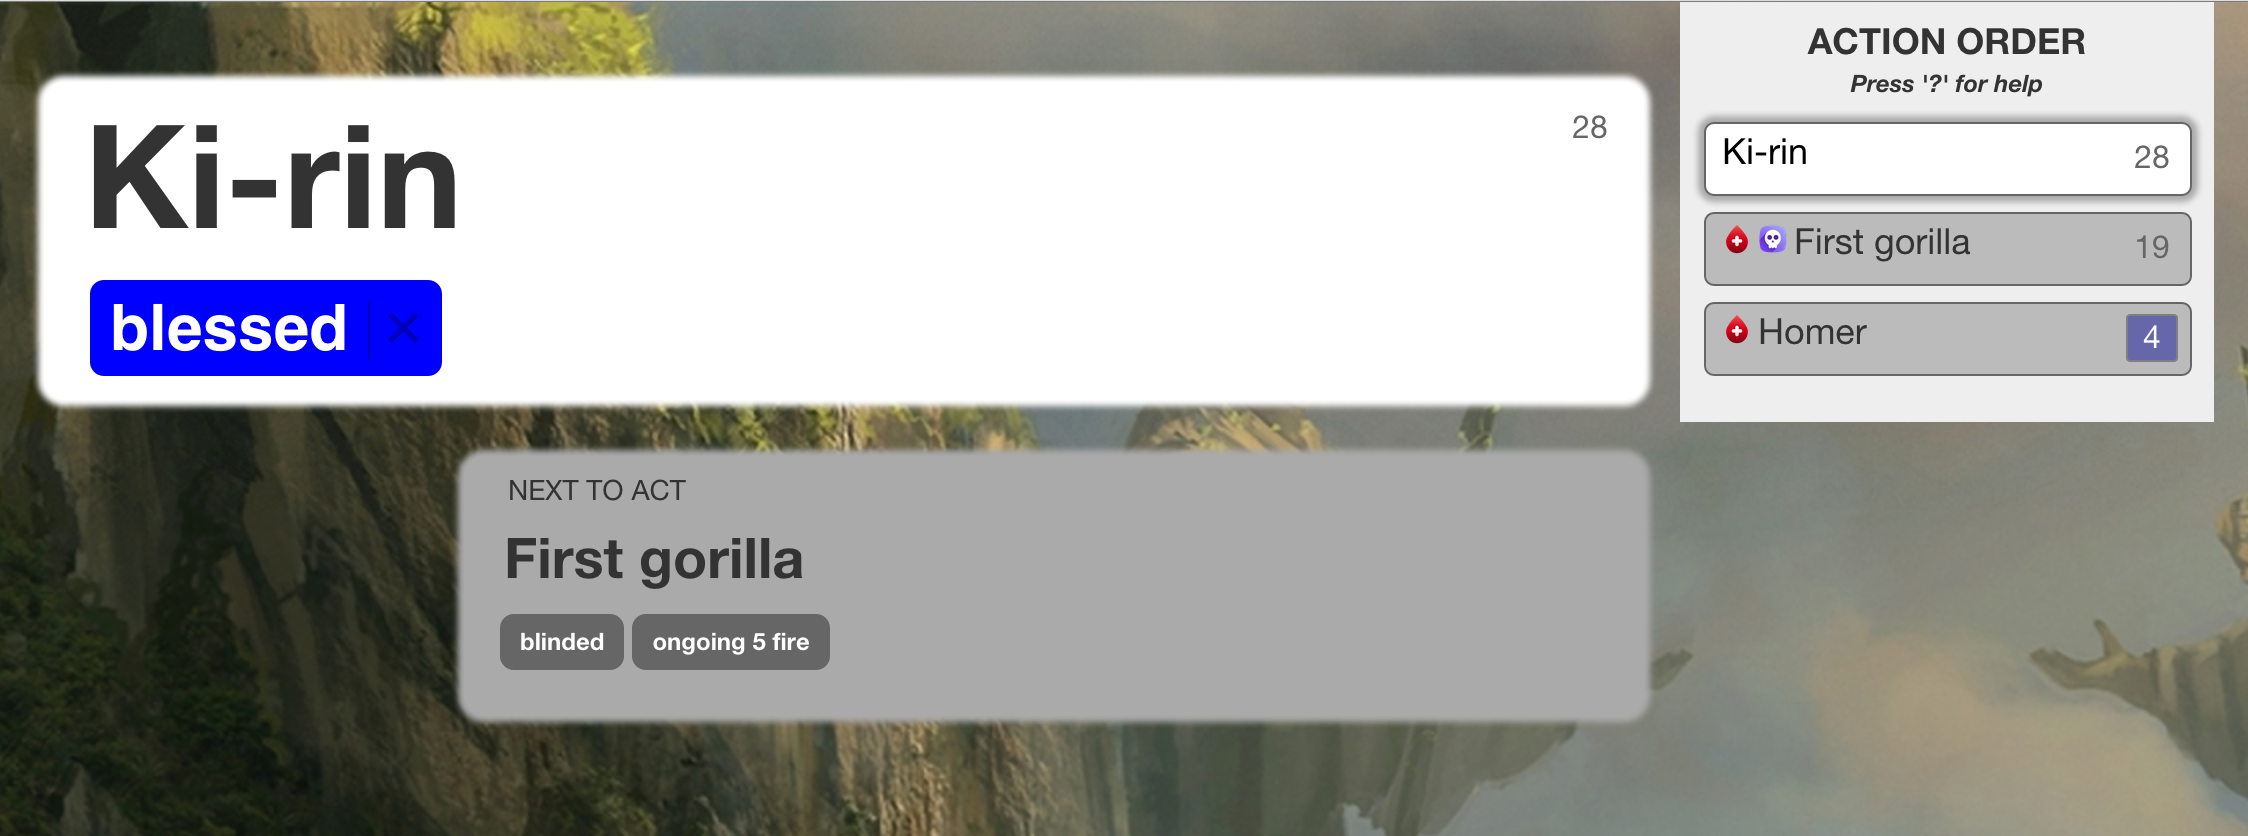 Ki-rin
28
blessed ×
NEXT TO ACT
First gorilla
blinded
ongoing 5 fire
ACTION ORDER
Press '?' for help
Ki-rin 28
First gorilla 19
Homer 4